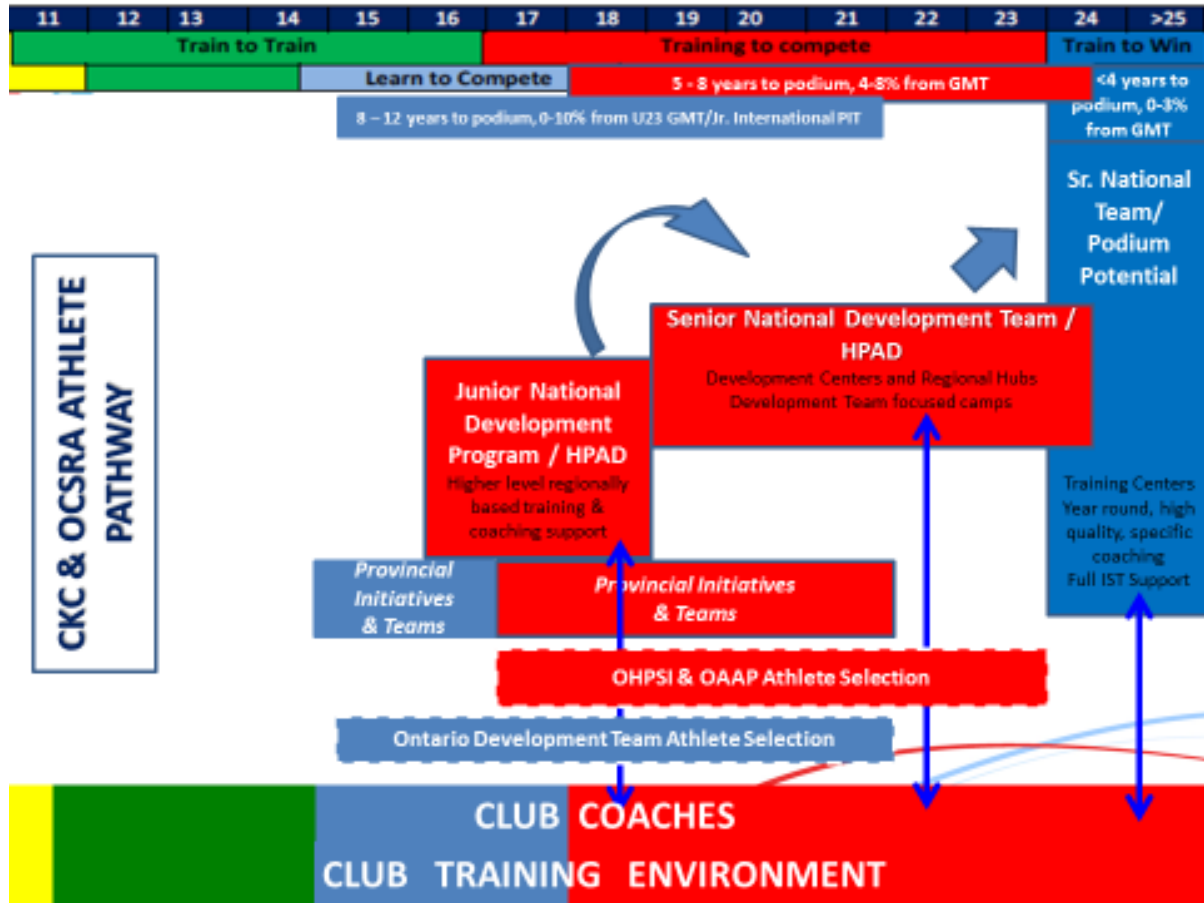 11 12 13 14 15 16 17 18 19 20 21 22 23 24 >25
Train to Train
Training to compete
Train to Win
Learn to Compete
5 - 8 years to podium, 4-8% from GMT
<4 years to
podium, 0-3%
from GMT
8 – 12 years to podium, 0-10% from U23 GMT/Jr. International PIT
Sr. National
Team/
Podium
Potential
CKC & OCSRA ATHLETE
PATHWAY
Senior National Development Team /
HPAD
Development Centers and Regional Hubs
Development Team focused camps
Junior National
Development
Program / HPAD
Higher level regionally
based training &
coaching support
Training Centers
Year round, high
quality, specific
coaching
Full IST Support
Provincial
Initiatives
& Teams
Provincial Initiatives
& Teams
OHPSI & OAAP Athlete Selection
Ontario Development Team Athlete Selection
CLUB COACHES
CLUB TRAINING ENVIRONMENT